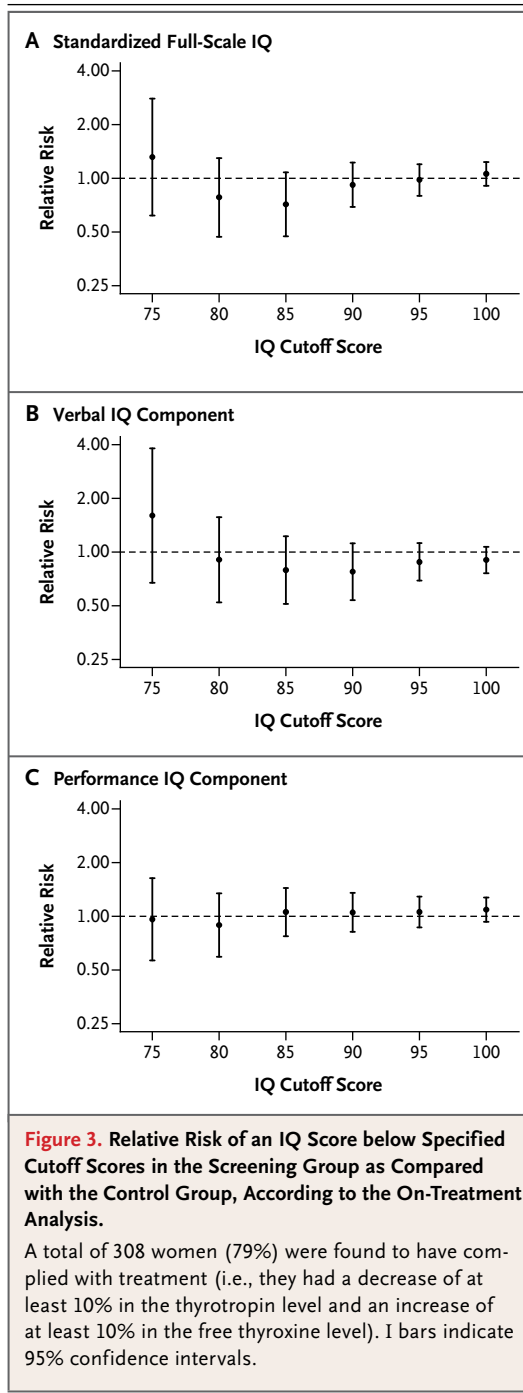 A Standardized Full-Scale IQ
4.00
2.00
1.00
0.50
0.25
Relative Risk
75 80 85 90 95 100
IQ Cutoff Score
B Verbal IQ Component
4.00
2.00
1.00
0.50
0.25
Relative Risk
75 80 85 90 95 100
IQ Cutoff Score
C Performance IQ Component
4.00
2.00
1.00
0.50
0.25
Relative Risk
75 80 85 90 95 100
IQ Cutoff Score
Figure 3. Relative Risk of an IQ Score below Specified
Cutoff Scores in the Screening Group as Compared
with the Control Group, According to the On-Treatment
Analysis.
A total of 308 women (79%) were found to have com-
plied with treatment (i.e., they had a decrease of at
least 10% in the thyrotropin level and an increase of
at least 10% in the free thyroxine level). I bars indicate
95% confidence intervals.